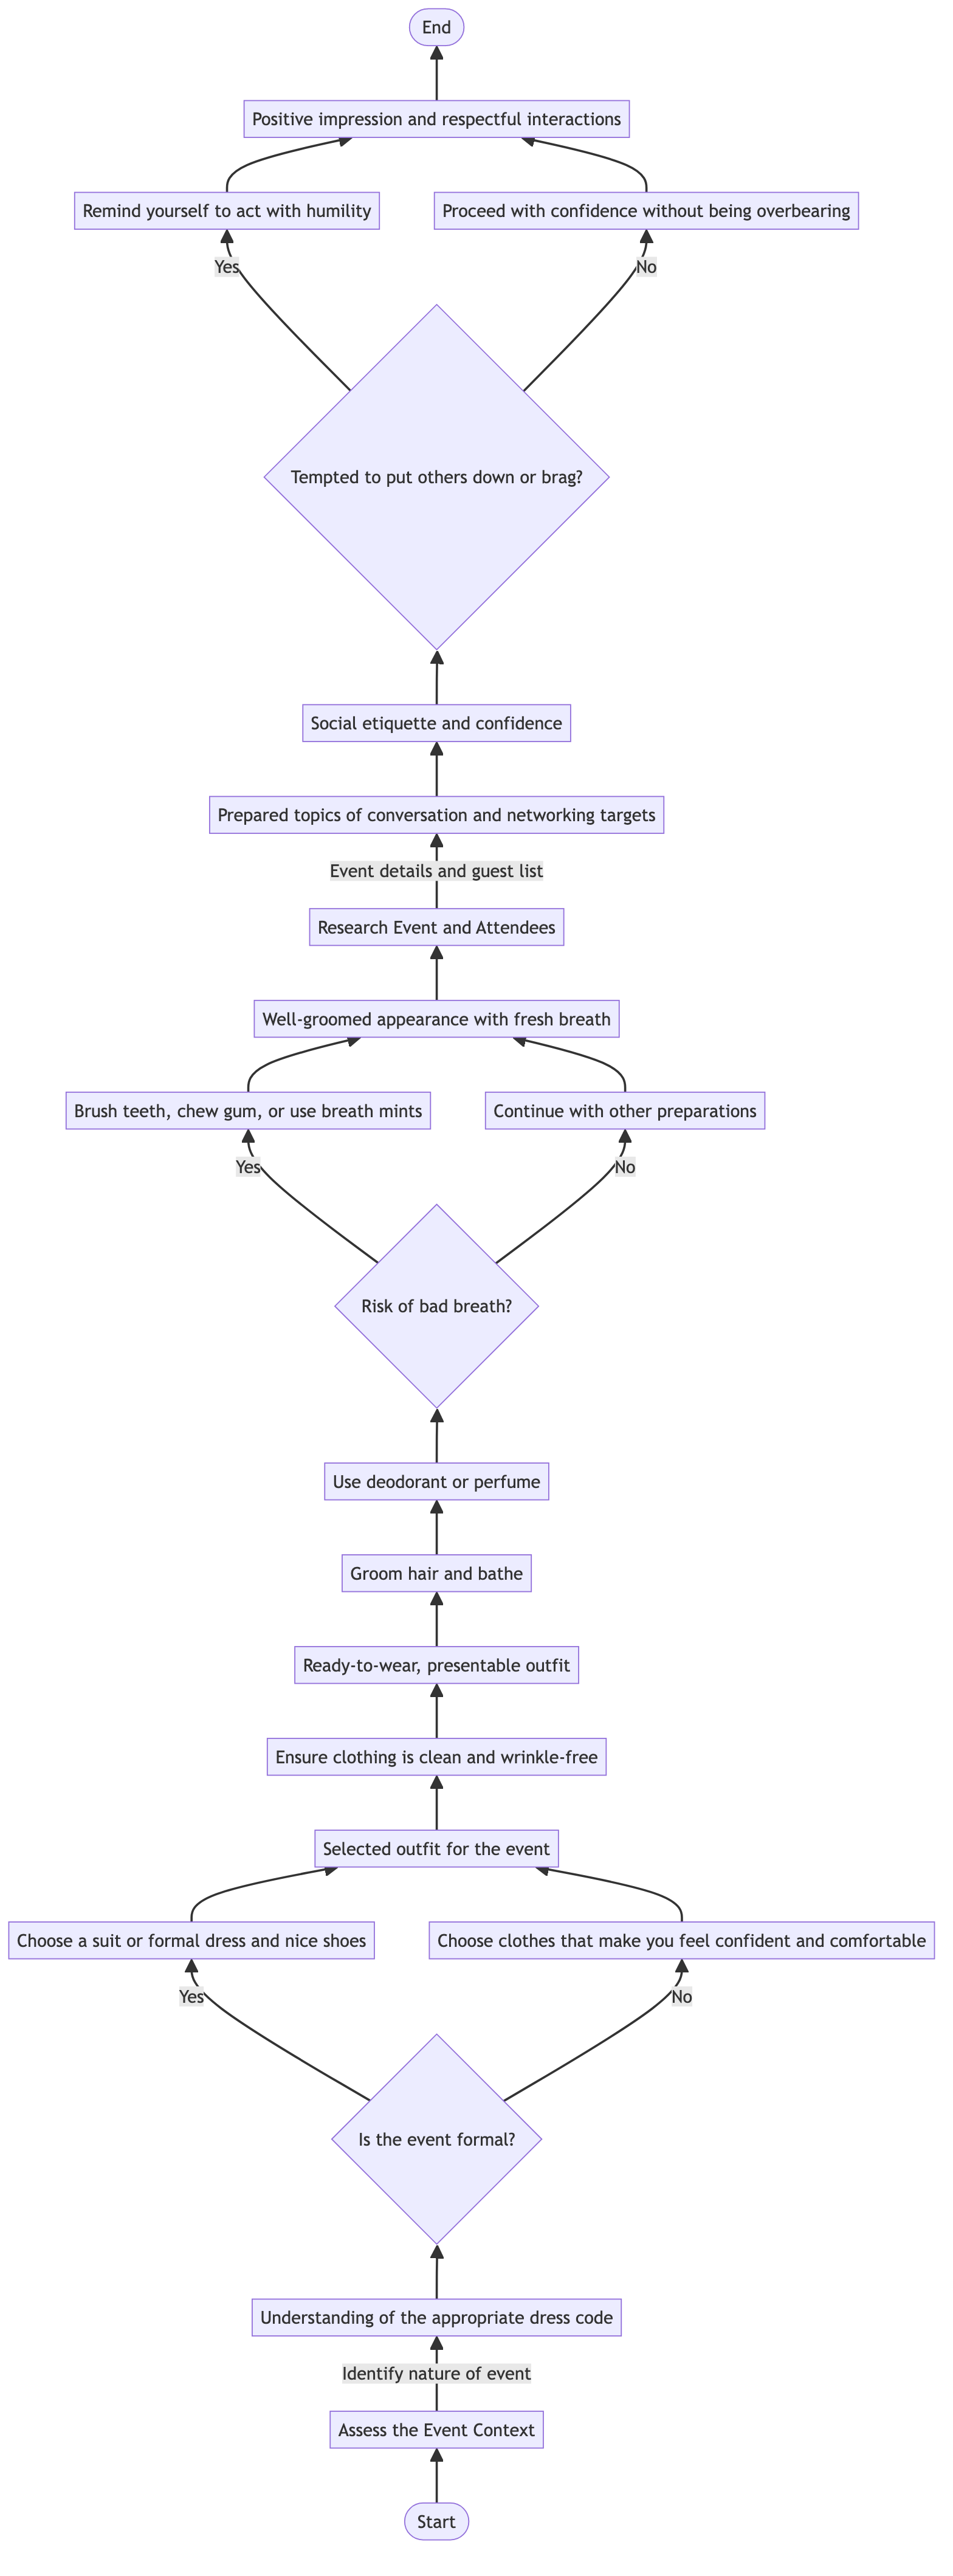 End
Positive impression and respectful interactions
Remind yourself to act with humility
Proceed with confidence without being overbearing
Yes
No
Tempted to put others down or brag?
Social etiquette and confidence
Prepared topics of conversation and networking targets
Event details and guest list
Research Event and Attendees
Well-groomed appearance with fresh breath
Brush teeth, chew gum, or use breath mints
Continue with other preparations
Yes
No
Risk of bad breath?
Use deodorant or perfume
Groom hair and bathe
Ready-to-wear, presentable outfit
Ensure clothing is clean and wrinkle-free
Selected outfit for the event
Choose a suit or formal dress and nice shoes
Choose clothes that make you feel confident and comfortable
Yes
No
Is the event formal?
Understanding of the appropriate dress code
Identify nature of event
Assess the Event Context
Start